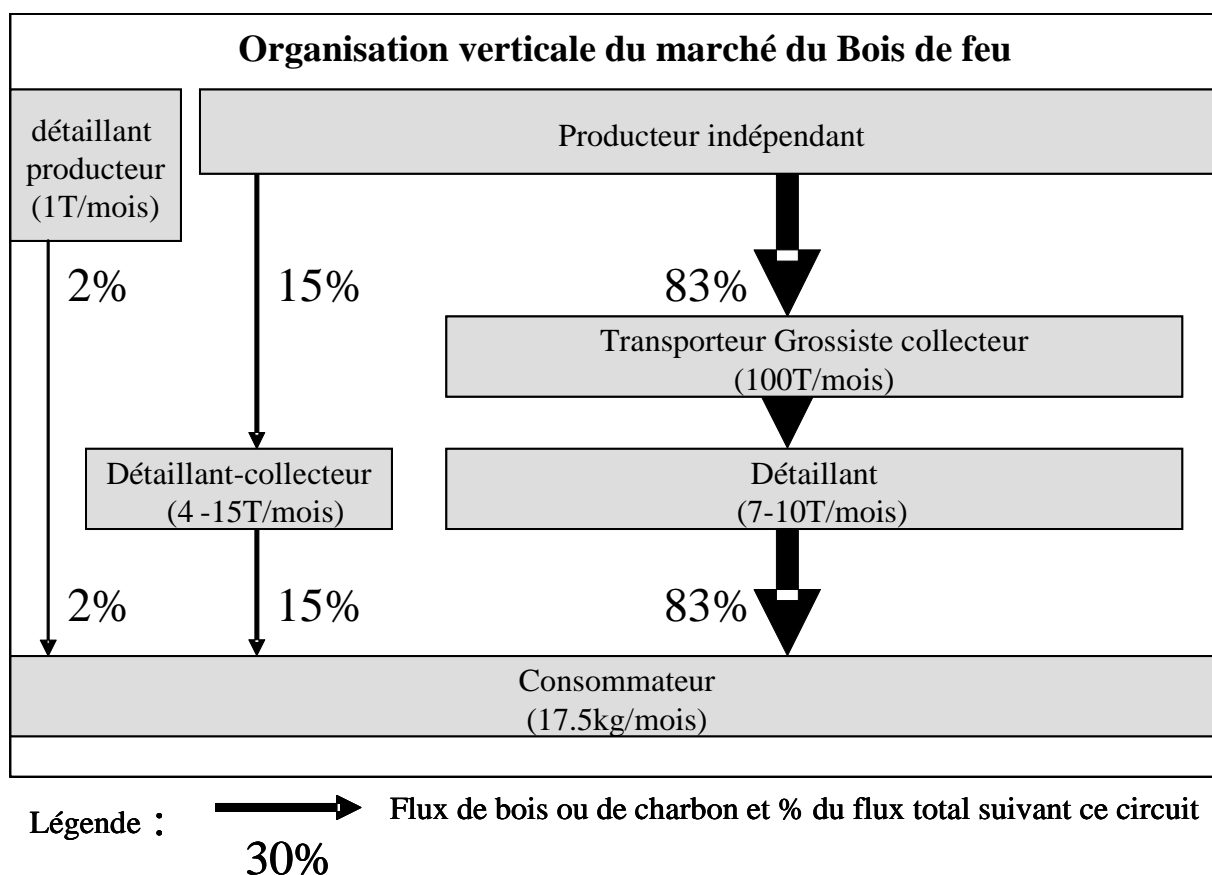 Organisation verticale du marché du Bois de feu
détaillant
producteur
(1T/mois)
Producteur indépendant
2%
15%
83%
Transporteur Grossiste collecteur
(100T/mois)
Détaillant-collecteur
(4 -15T/mois)
Détaillant
(7-10T/mois)
2%
15%
83%
Consommateur
(17.5kg/mois)
Légende :
Flux de bois ou de charbon et % du flux total suivant ce circuit
30%